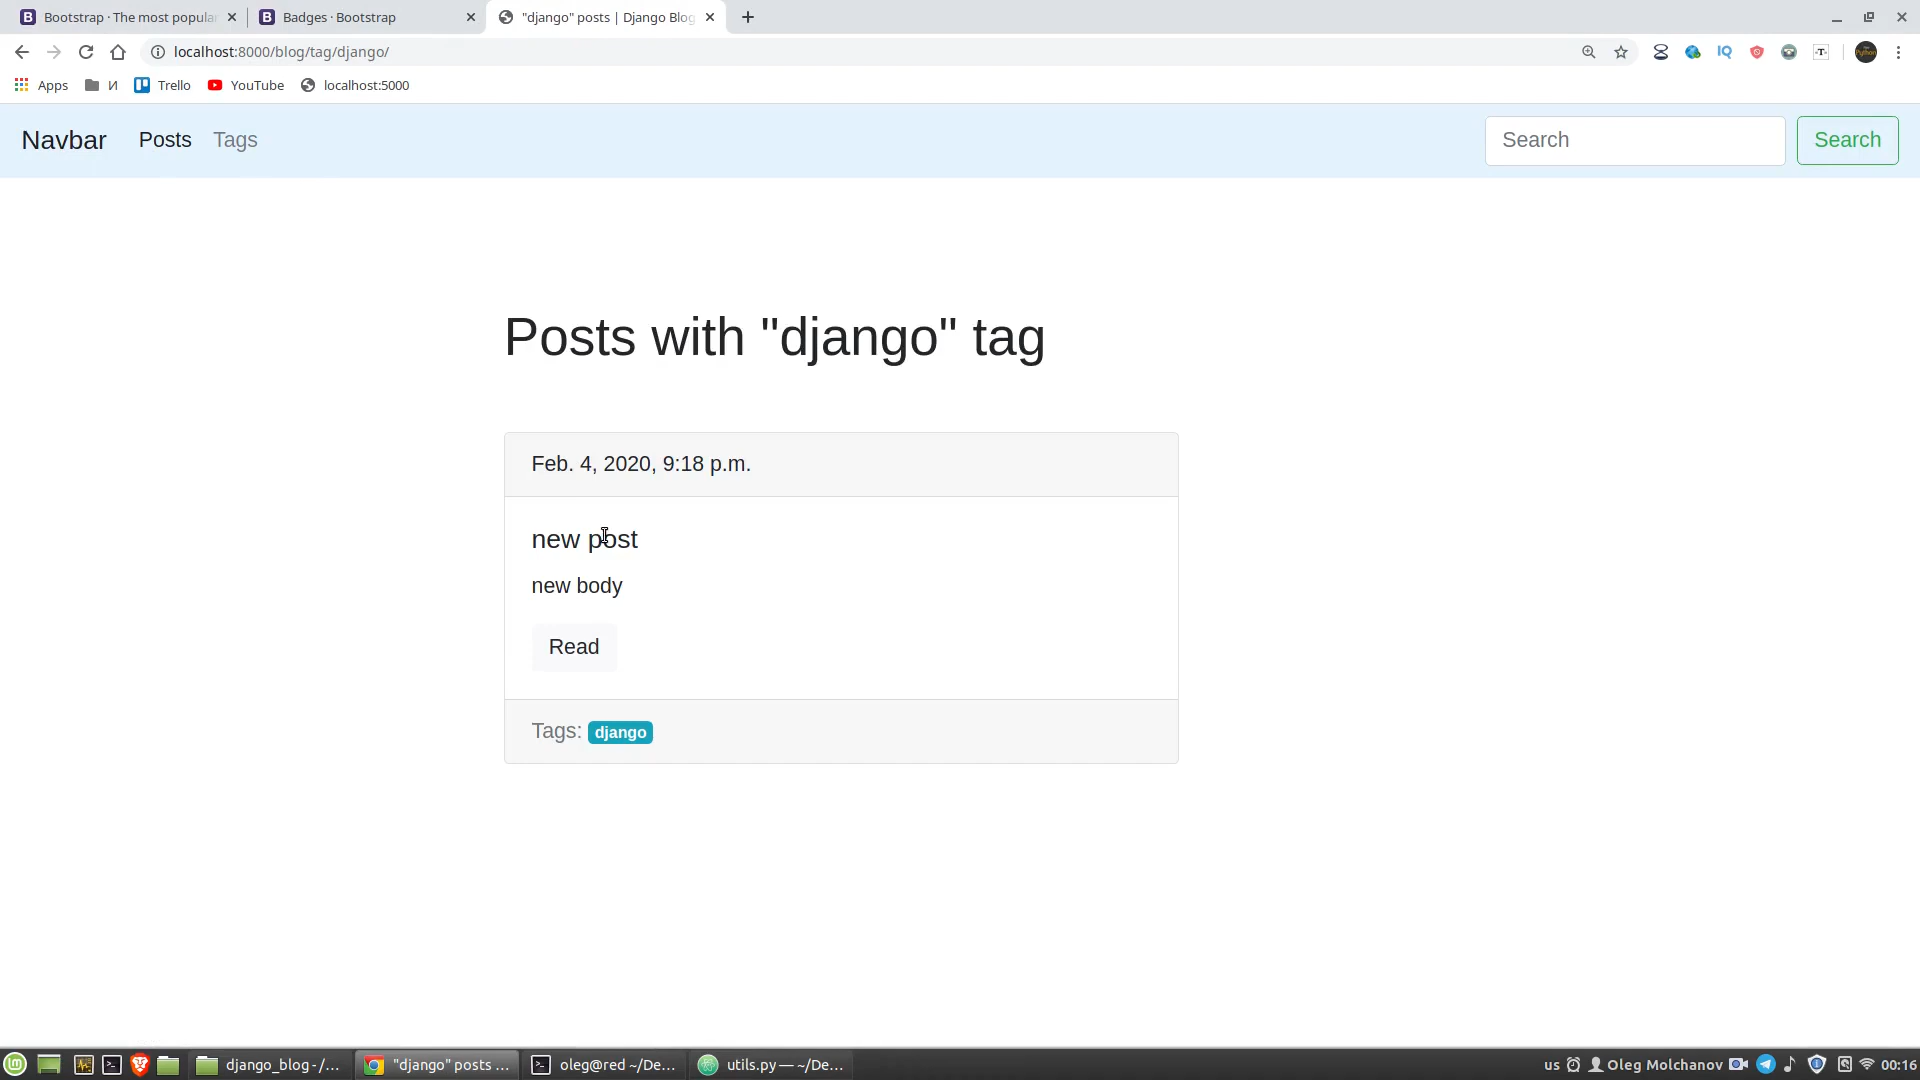 Bootstrap · The most popula
Badges · Bootstrap
"django" posts | Django Blog
localhost:8000/blog/tag/django/
Apps
И
Trello
YouTube
localhost:5000
Navbar
Posts
Tags
Search
Search
Posts with "django" tag
Feb. 4, 2020, 9:18 p.m.
new post
new body
Read
Tags: django
django_blog - /...
"django" posts ...
oleg@red ~/De...
utils.py — ~/De...
us
Oleg Molchanov
00:16